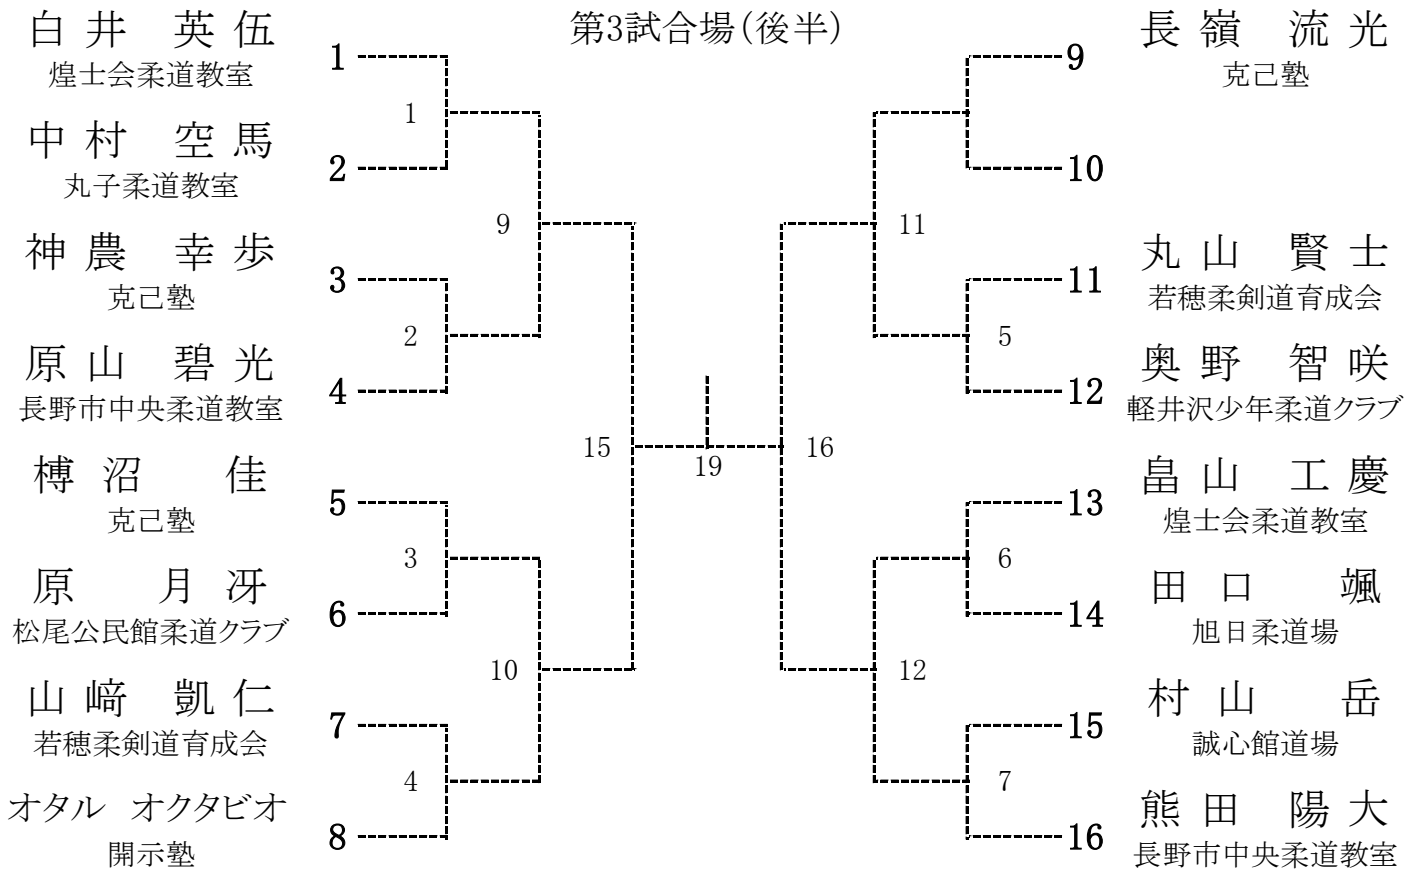 第3試合場(後半)
白井 英伍
煌士会柔道教室
1
中村 空馬
丸子柔道教室
2
1
神農 幸歩
克己塾
3
原山 碧光
長野市中央柔道教室
4
2
9
榑沼 佳
克己塾
5
原 月冴
松尾公民館柔道クラブ
6
3
山﨑 凱仁
若穂柔剣道育成会
7
オタル オクタビオ
開示塾
8
4
10
15
19
16
9
長嶺 流光
克己塾
10
11
11
丸山 賢士
若穂柔剣道育成会
5
12
奥野 智咲
軽井沢少年柔道クラブ
13
畠山 工慶
煌士会柔道教室
6
14
田口 颯
旭日柔道場
12
15
村山 岳
誠心館道場
7
16
熊田 陽大
長野市中央柔道教室